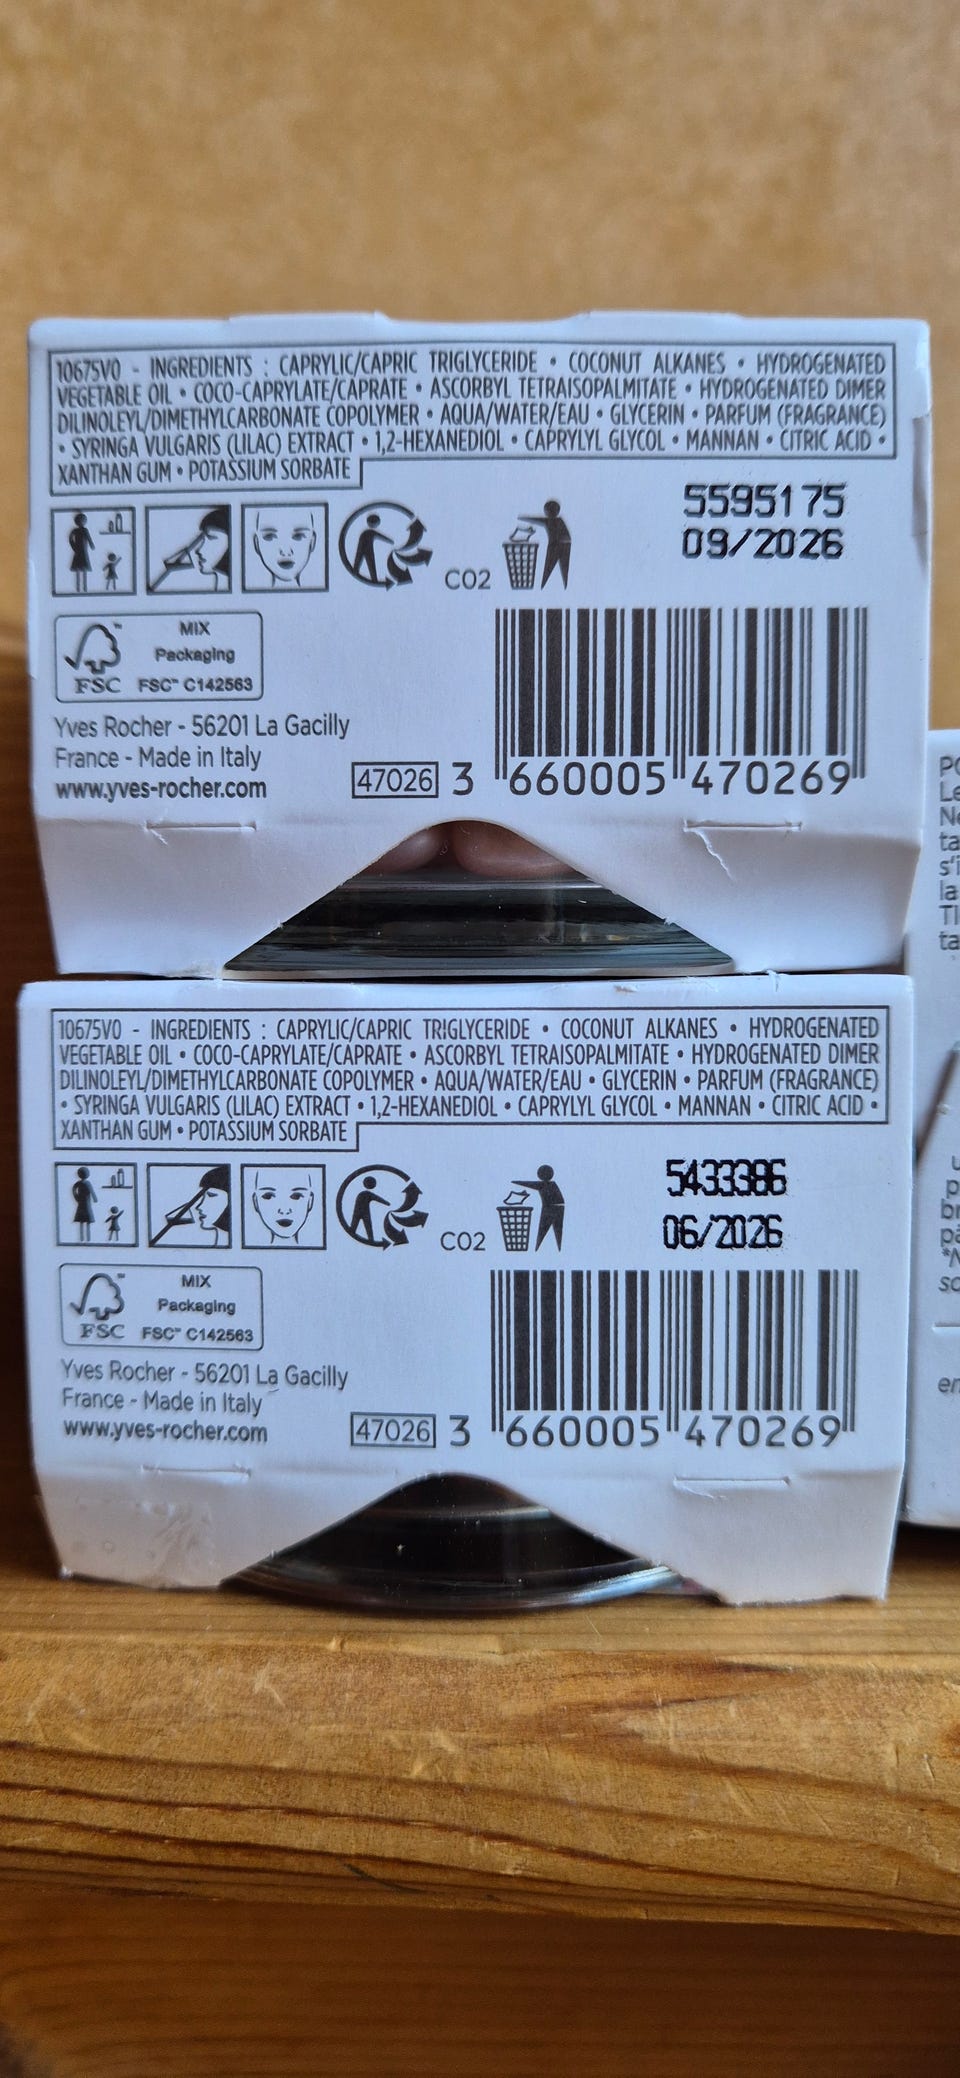 10675V0 - INGREDIENTS : CAPRYLIC/CAPRIC TRIGLYCERIDE • COCONUT ALKANES • HYDROGENATED
VEGETABLE OIL • COCO-CAPRYLATE/CAPRATE • ASCORBYL TETRAISOPALMITATE • HYDROGENATED DIMER
DILINOLEYL/DIMETHYLCARBONATE COPOLYMER • AQUA/WATER/EAU • GLYCERIN • PARFUM (FRAGRANCE)
• SYRINGA VULGARIS (LILAC) EXTRACT • 1,2-HEXANEDIOL • CAPRYLYL GLYCOL • MANNAN • CITRIC ACID •
XANTHAN GUM • POTASSIUM SORBATE
5595175
09/2026
C02
MIX
Packaging
FSC™ C142563
FSC
Yves Rocher - 56201 La Gacilly
France - Made in Italy
www.yves-rocher.com
47026
3 660005 470269
10675V0 - INGREDIENTS : CAPRYLIC/CAPRIC TRIGLYCERIDE • COCONUT ALKANES • HYDROGENATED
VEGETABLE OIL • COCO-CAPRYLATE/CAPRATE • ASCORBYL TETRAISOPALMITATE • HYDROGENATED DIMER
DILINOLEYL/DIMETHYLCARBONATE COPOLYMER • AQUA/WATER/EAU • GLYCERIN • PARFUM (FRAGRANCE)
• SYRINGA VULGARIS (LILAC) EXTRACT • 1,2-HEXANEDIOL • CAPRYLYL GLYCOL • MANNAN • CITRIC ACID •
XANTHAN GUM • POTASSIUM SORBATE
5433386
06/2026
C02
MIX
Packaging
FSC™ C142563
FSC
Yves Rocher - 56201 La Gacilly
France - Made in Italy
www.yves-rocher.com
47026
3 660005 470269